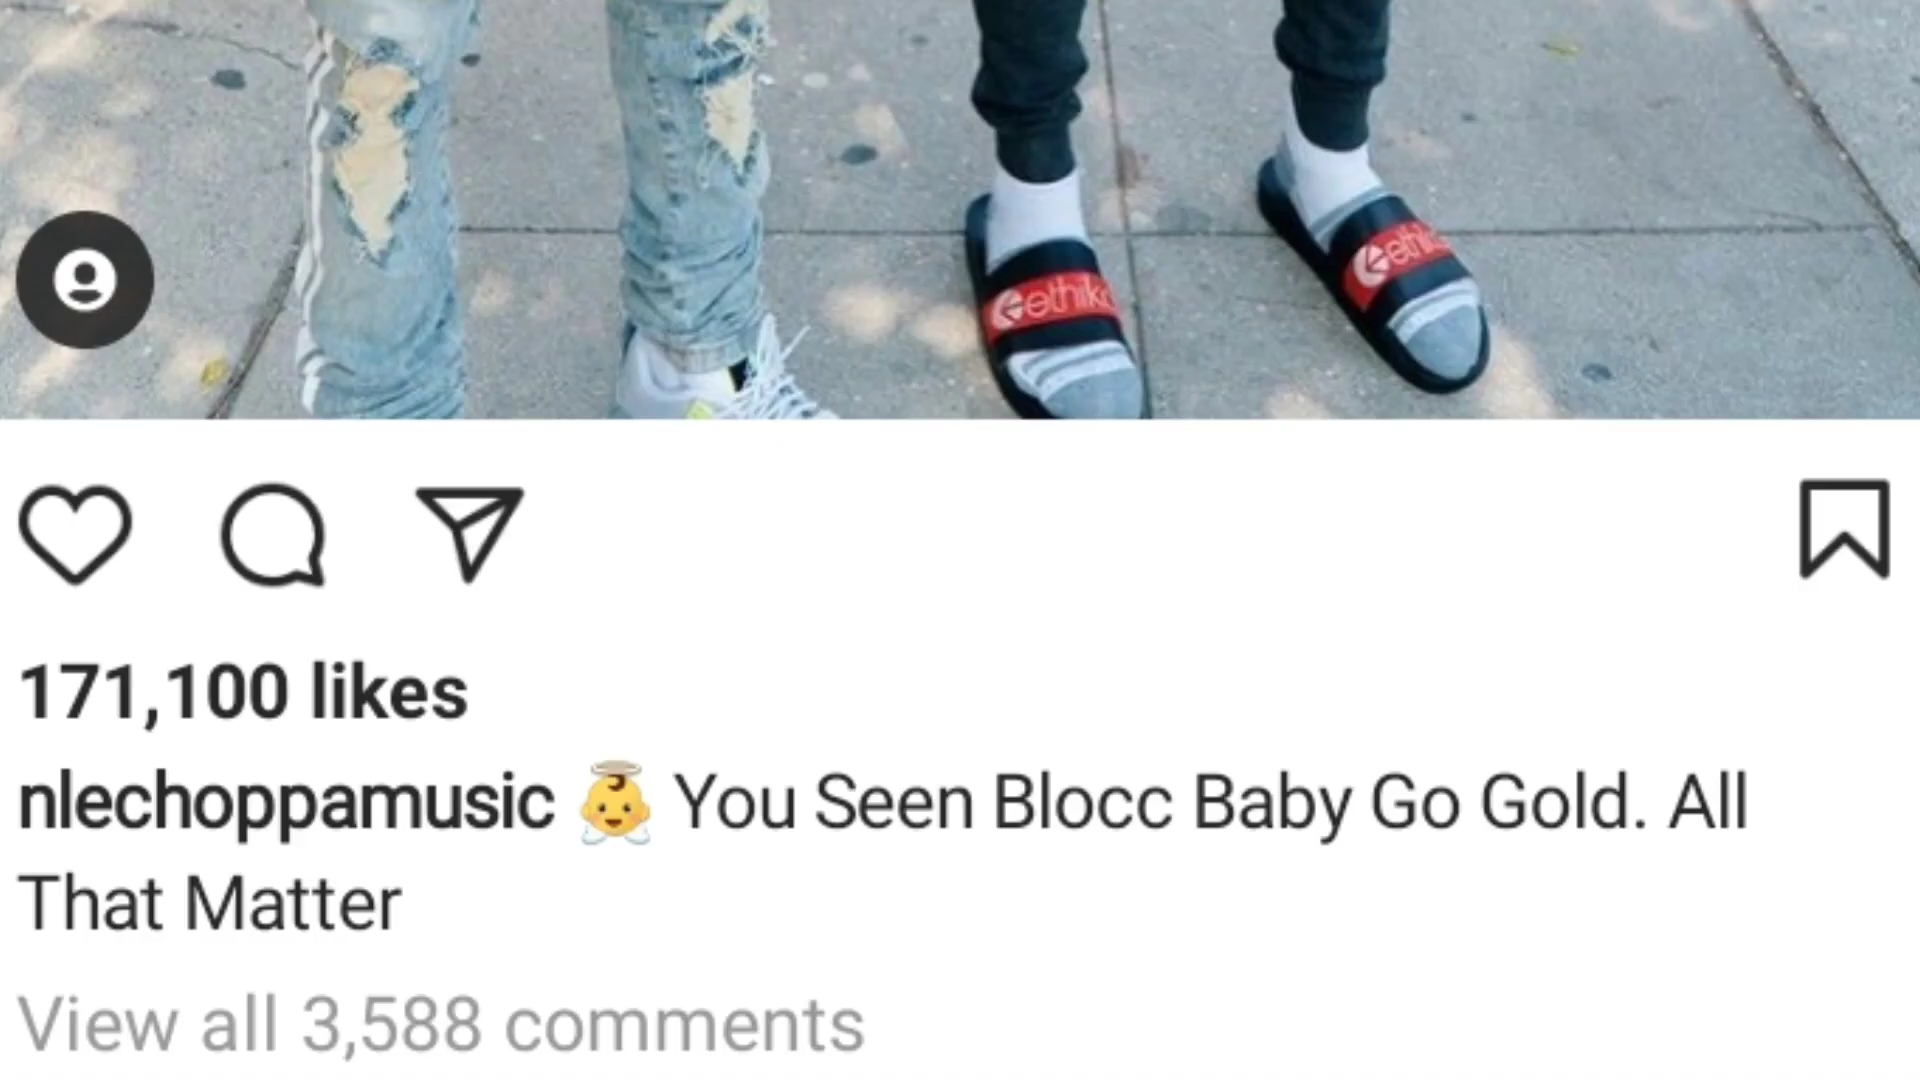 ethika
ethika
171,100 likes
nlechoppamusic 👼 You Seen Blocc Baby Go Gold. All
That Matter
View all 3,588 comments